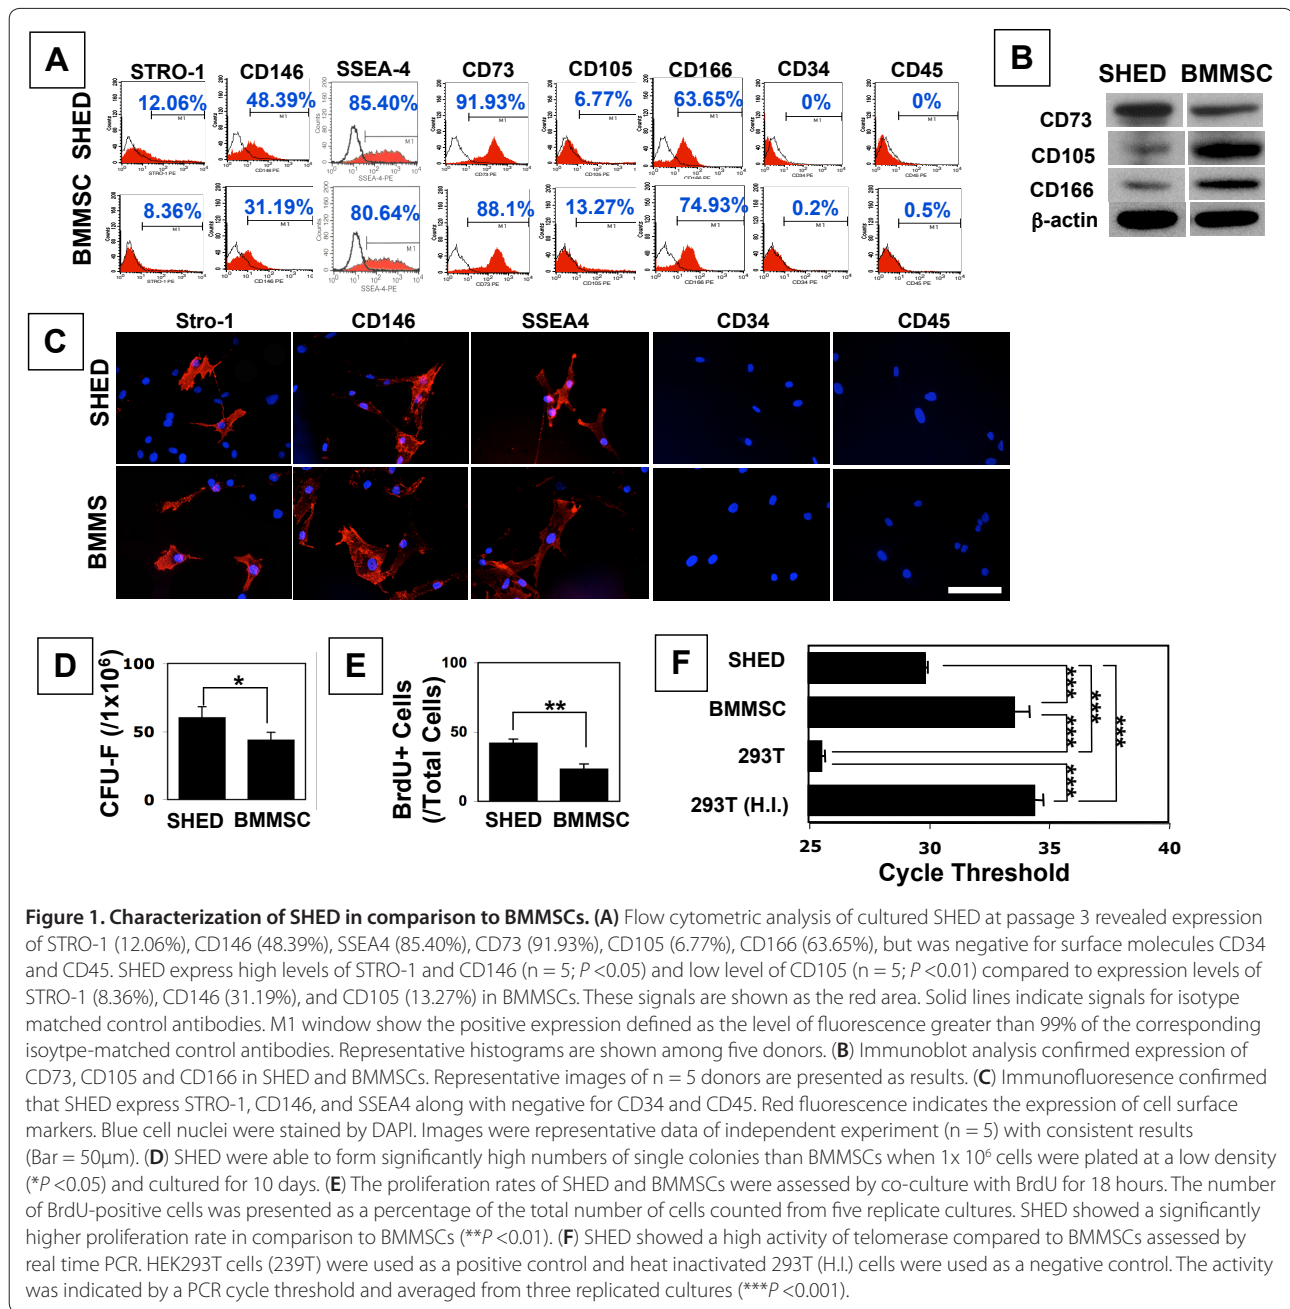 A
STRO-1 CD146 SSEA-4 CD73 CD105 CD166 CD34 CD45
SHED
12.06% 48.39% 85.40% 91.93% 6.77% 63.65% 0% 0%
BMMSC
8.36% 31.19% 80.64% 88.1% 13.27% 74.93% 0.2% 0.5%
B
SHED BMMSC
CD73
CD105
CD166
β-actin
C
Stro-1 CD146 SSEA4 CD34 CD45
SHED
BMMS
D
CFU-F (/1x10⁶)
100
50
0
*
SHED BMMSC
E
BrdU+ Cells
(/Total Cells)
100
50
0
**
SHED BMMSC
F
SHED
BMMSC
293T
293T (H.I.)
*** *** *** *** ***
25 30 35 40
Cycle Threshold
Figure 1. Characterization of SHED in comparison to BMMSCs. (A) Flow cytometric analysis of cultured SHED at passage 3 revealed expression
of STRO-1 (12.06%), CD146 (48.39%), SSEA4 (85.40%), CD73 (91.93%), CD105 (6.77%), CD166 (63.65%), but was negative for surface molecules CD34
and CD45. SHED express high levels of STRO-1 and CD146 (n = 5; P <0.05) and low level of CD105 (n = 5; P <0.01) compared to expression levels of
STRO-1 (8.36%), CD146 (31.19%), and CD105 (13.27%) in BMMSCs. These signals are shown as the red area. Solid lines indicate signals for isotype
matched control antibodies. M1 window show the positive expression defined as the level of fluorescence greater than 99% of the corresponding
isoytpe-matched control antibodies. Representative histograms are shown among five donors. (B) Immunoblot analysis confirmed expression of
CD73, CD105 and CD166 in SHED and BMMSCs. Representative images of n = 5 donors are presented as results. (C) Immunofluoresence confirmed
that SHED express STRO-1, CD146, and SSEA4 along with negative for CD34 and CD45. Red fluorescence indicates the expression of cell surface
markers. Blue cell nuclei were stained by DAPI. Images were representative data of independent experiment (n = 5) with consistent results
(Bar = 50μm). (D) SHED were able to form significantly high numbers of single colonies than BMMSCs when 1x 10⁶ cells were plated at a low density
(*P <0.05) and cultured for 10 days. (E) The proliferation rates of SHED and BMMSCs were assessed by co-culture with BrdU for 18 hours. The number
of BrdU-positive cells was presented as a percentage of the total number of cells counted from five replicate cultures. SHED showed a significantly
higher proliferation rate in comparison to BMMSCs (**P <0.01). (F) SHED showed a high activity of telomerase compared to BMMSCs assessed by
real time PCR. HEK293T cells (239T) were used as a positive control and heat inactivated 293T (H.I.) cells were used as a negative control. The activity
was indicated by a PCR cycle threshold and averaged from three replicated cultures (***P <0.001).